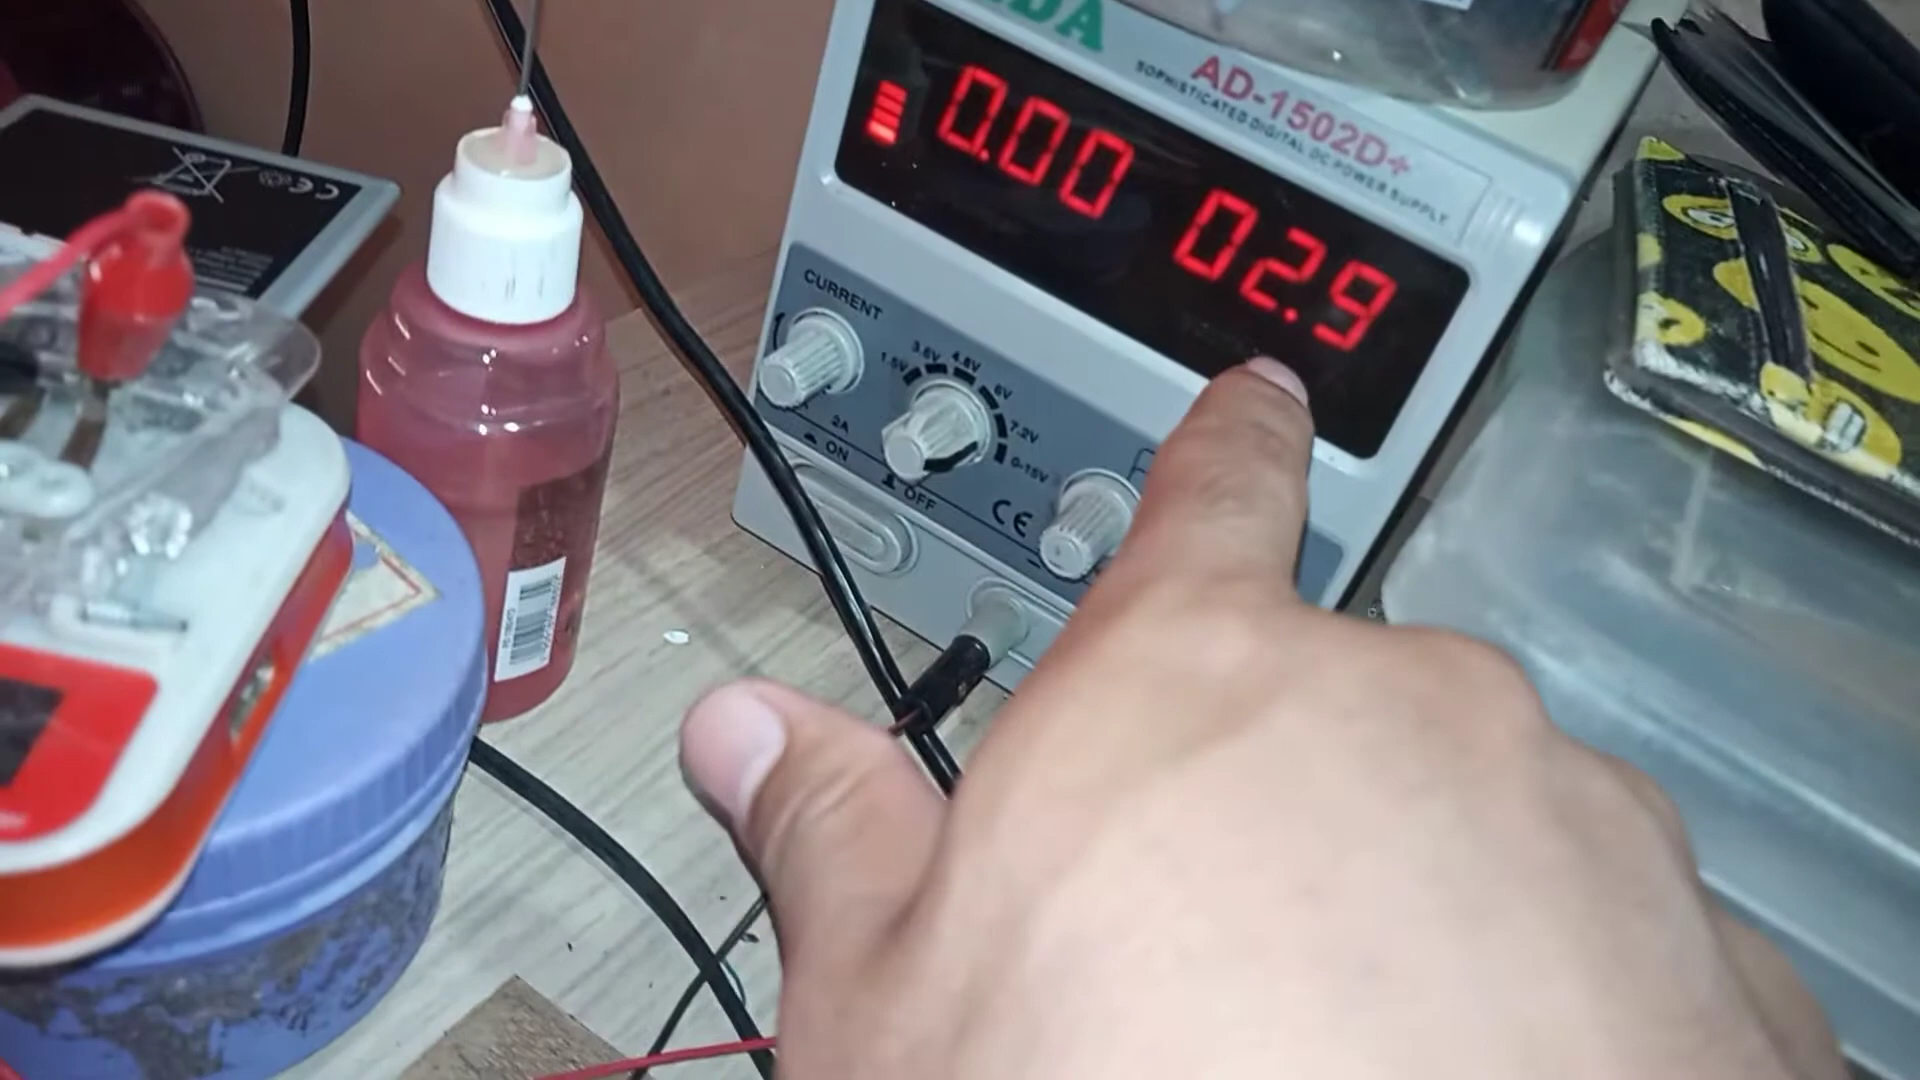 AD-1502D+
SOPHISTICATED DIGITAL DC POWER SUPPLY
0.00 02.9
CURRENT
1.5V 3.6V 4.8V 6V 7.2V 0-15V
2A
ON
OFF
CE
CE